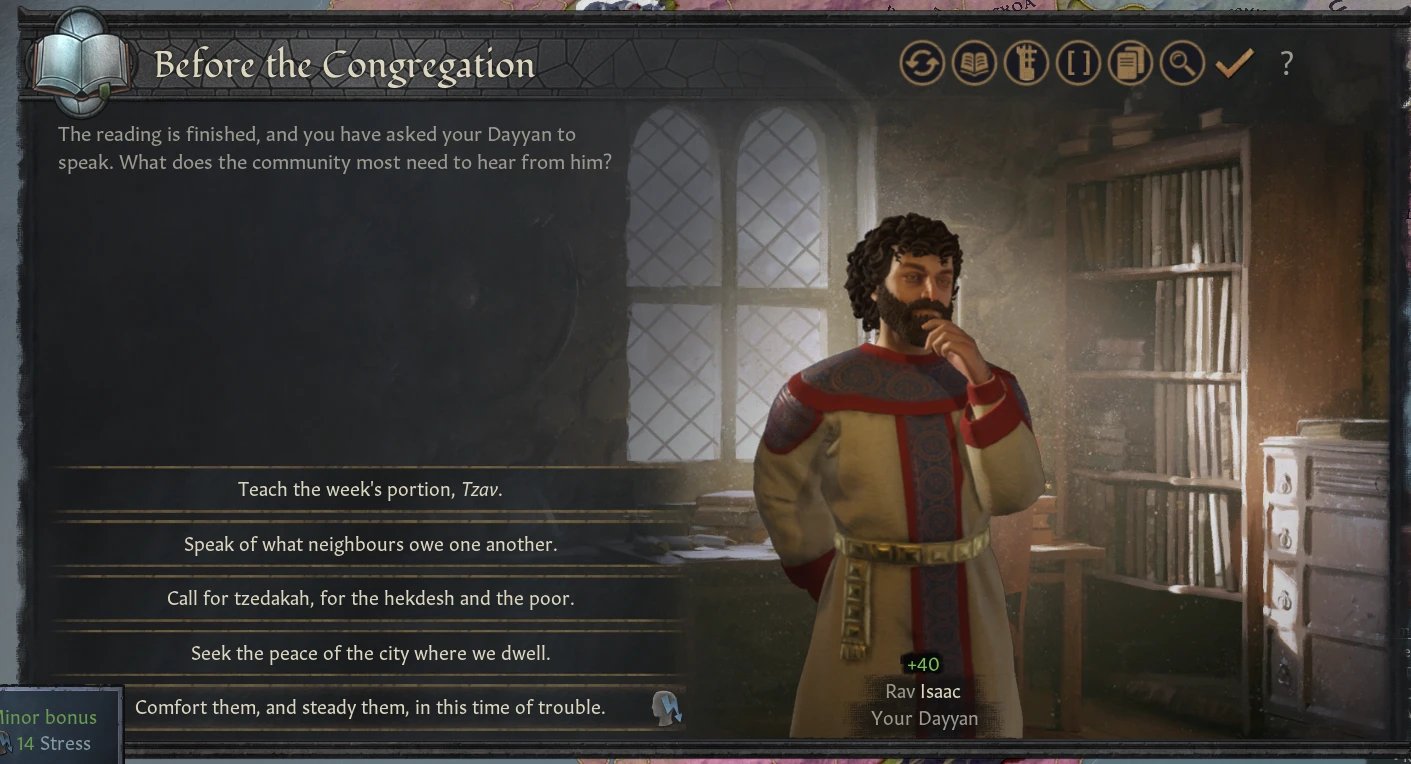 Before the Congregation
?
The reading is finished, and you have asked your Dayyan to
speak. What does the community most need to hear from him?
Teach the week's portion, Tzav.
Speak of what neighbours owe one another.
Call for tzedakah, for the hekdesh and the poor.
Seek the peace of the city where we dwell.
Comfort them, and steady them, in this time of trouble.
+40
Rav Isaac
Your Dayyan
bonus
14 Stress